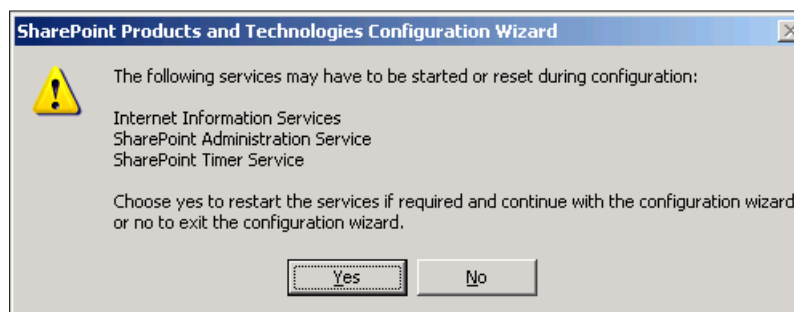 SharePoint Products and Technologies Configuration Wizard
The following services may have to be started or reset during configuration:
Internet Information Services
SharePoint Administration Service
SharePoint Timer Service
Choose yes to restart the services if required and continue with the configuration wizard
or no to exit the configuration wizard.
Yes No